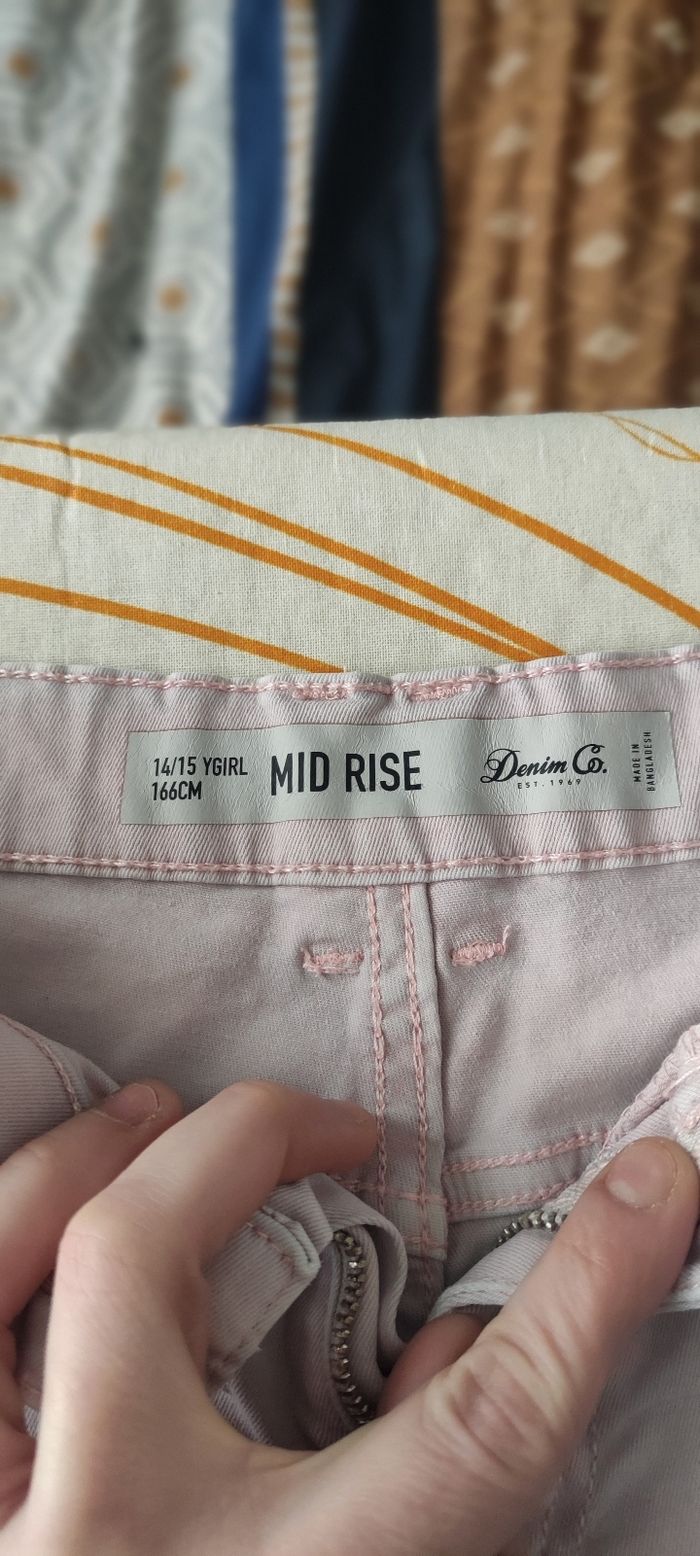 14/15 YGIRL
166CM
MID RISE
Denim Co.
EST. 1969
MADE IN
BANGLADESH